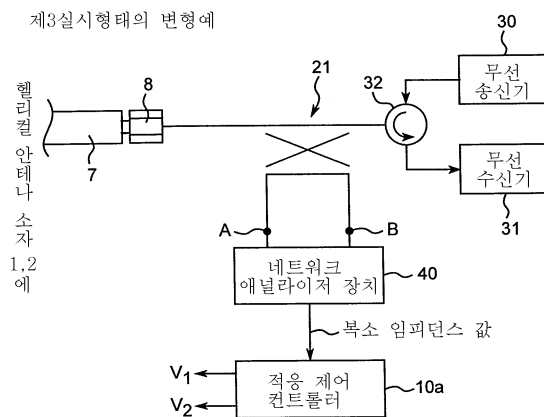 제3실시형태의 변형예
30
무선
송신기
32
21
8
7
헬리컬 안테나 소자 1,2에
무선
수신기
31
A
B
네트워크
애널라이저 장치
40
복소 임피던스 값
V1
V2
적응 제어
컨트롤러
10a